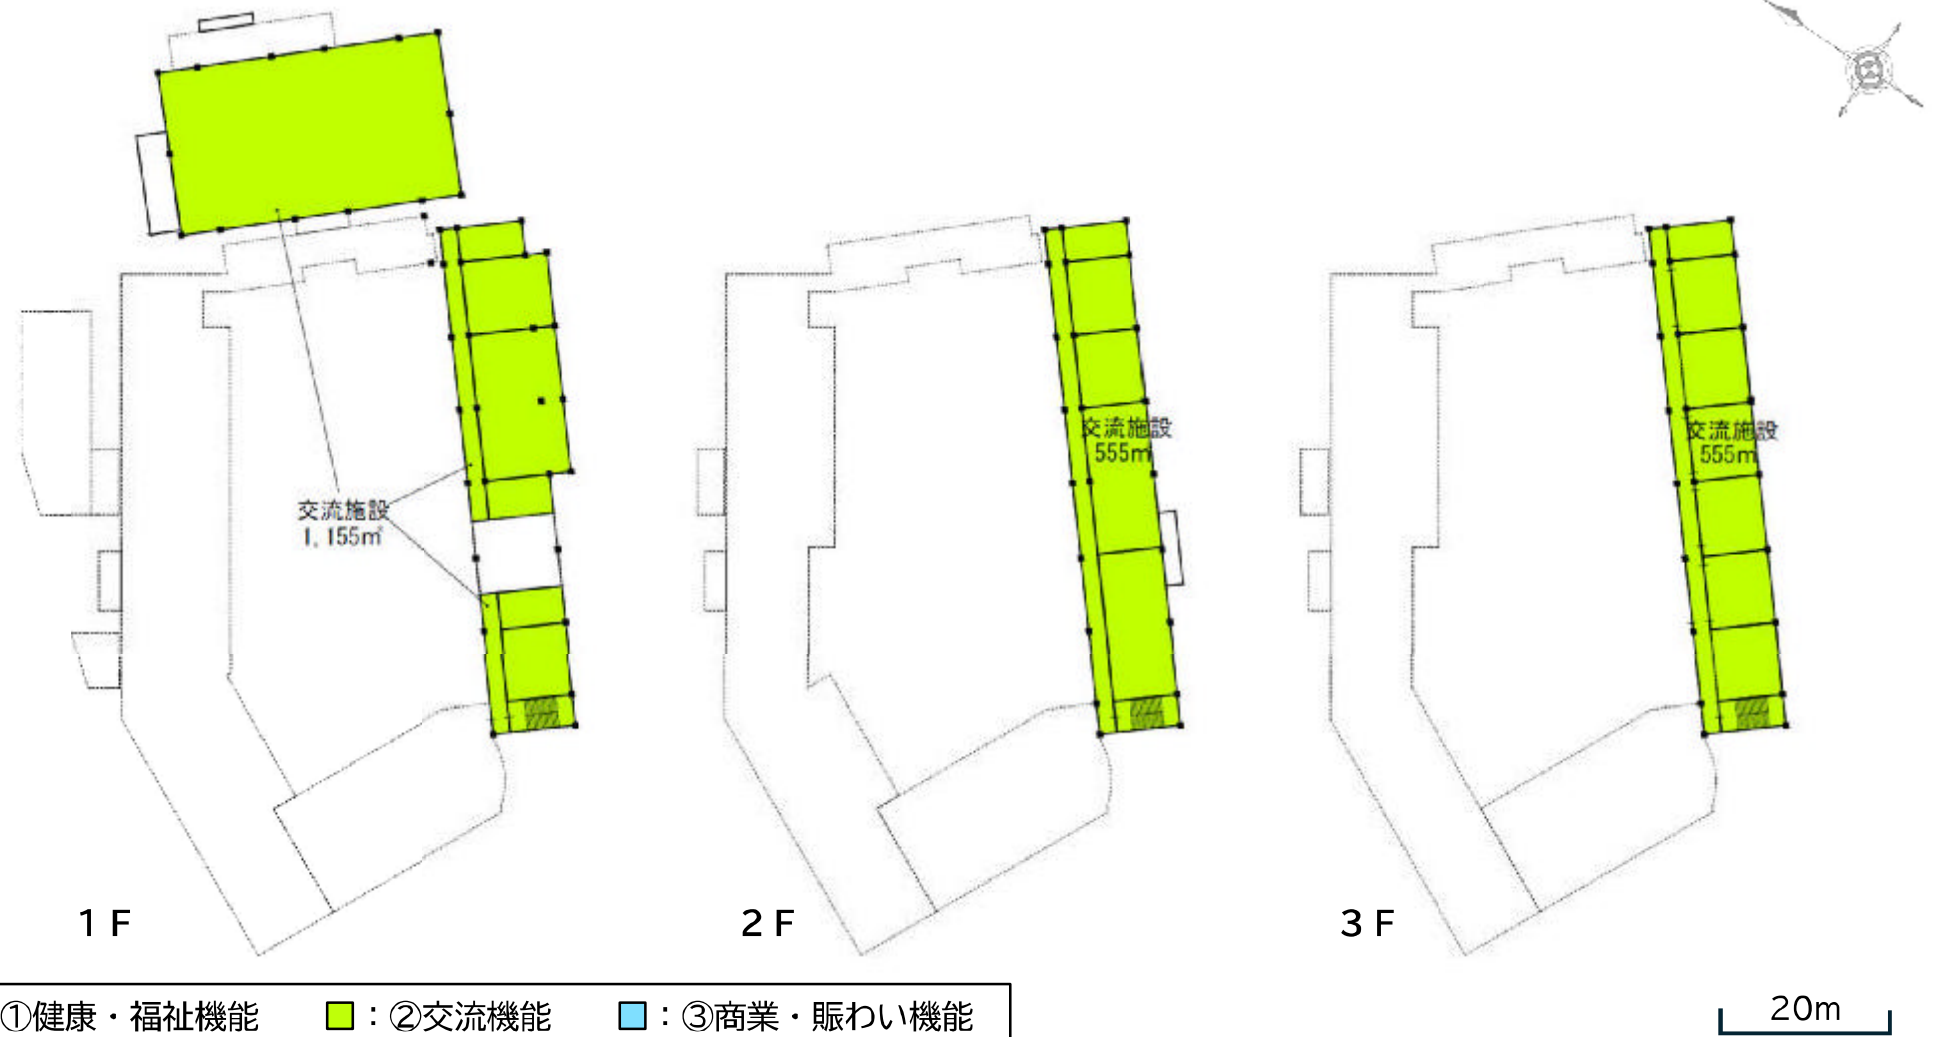 交流施設
1,155㎡
交流施設
555㎡
交流施設
555㎡
1F
2F
3F
①健康・福祉機能 ：②交流機能 ：③商業・賑わい機能
20m